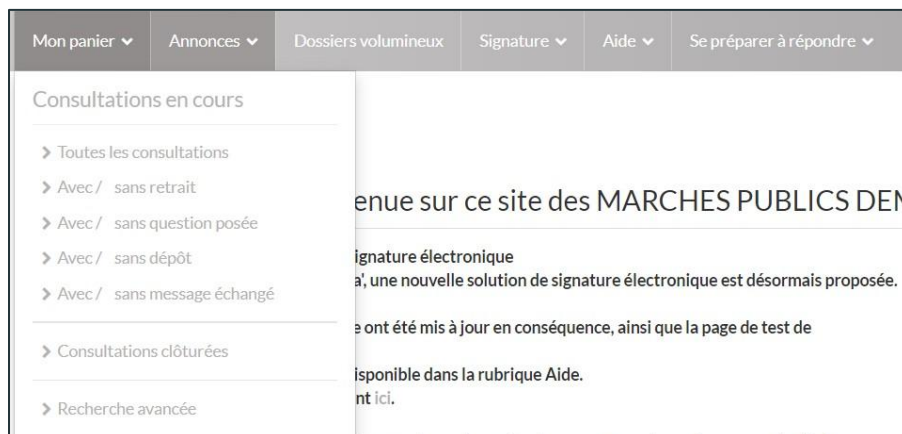 Mon panier Annonces Dossiers volumineux Signature Aide Se préparer à répondre
Consultations en cours
Toutes les consultations
Avec / sans retrait
Avec / sans question posée
Avec / sans dépôt
Avec / sans message échangé
Consultations clôturées
Recherche avancée
enue sur ce site des MARCHES PUBLICS DE
ignature électronique
a', une nouvelle solution de signature électronique est désormais proposée.
e ont été mis à jour en conséquence, ainsi que la page de test de
isponible dans la rubrique Aide.
nt ici.